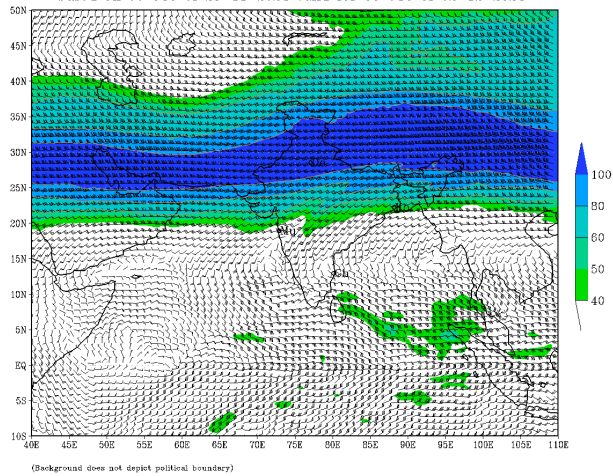 50N
45N
40N
35N
30N
25N
20N
15N
10N
5N
EQ
5S
10S
40E 45E 50E 55E 60E 65E 70E 75E 80E 85E 90E 95E 100E 105E 110E
100
80
60
50
40
A
Mu
Ch
(Background does not depict political boundary)